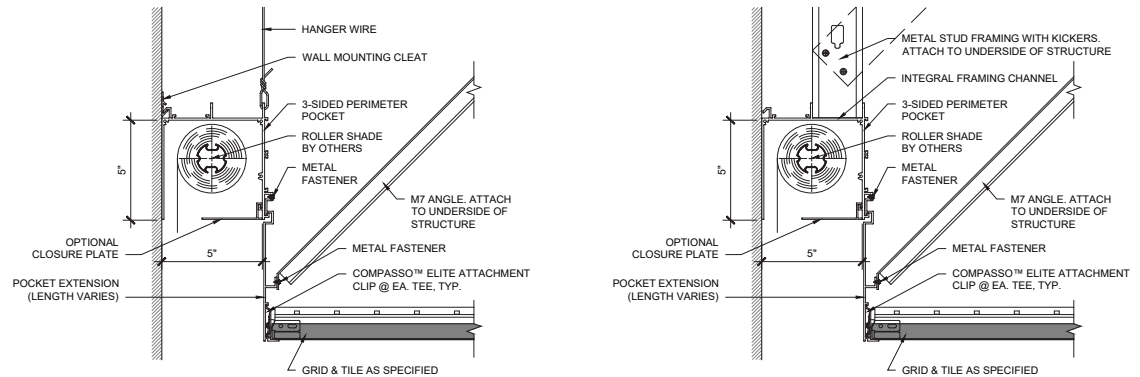 HANGER WIRE
WALL MOUNTING CLEAT
3-SIDED PERIMETER
POCKET
ROLLER SHADE
BY OTHERS
METAL
FASTENER
5"
M7 ANGLE. ATTACH
TO UNDERSIDE OF
STRUCTURE
OPTIONAL
CLOSURE PLATE
5"
METAL FASTENER
POCKET EXTENSION
(LENGTH VARIES)
COMPASSO™ ELITE ATTACHMENT
CLIP @ EA. TEE, TYP.
GRID & TILE AS SPECIFIED
METAL STUD FRAMING WITH KICKERS.
ATTACH TO UNDERSIDE OF STRUCTURE
INTEGRAL FRAMING CHANNEL
3-SIDED PERIMETER
POCKET
ROLLER SHADE
BY OTHERS
METAL
FASTENER
5"
M7 ANGLE. ATTACH
TO UNDERSIDE OF
STRUCTURE
OPTIONAL
CLOSURE PLATE
5"
METAL FASTENER
POCKET EXTENSION
(LENGTH VARIES)
COMPASSO™ ELITE ATTACHMENT
CLIP @ EA. TEE, TYP.
GRID & TILE AS SPECIFIED